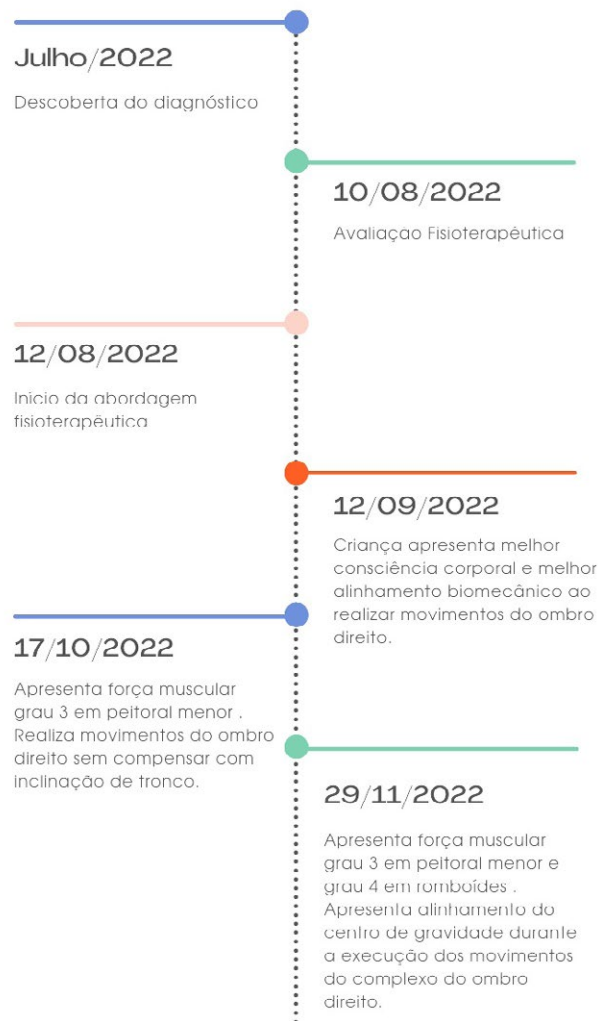 Julho/2022
Descoberta do diagnóstico
10/08/2022
Avaliaçao Fisioterapéutica
12/08/2022
Inicio da abordagem
fisioterapêutica
12/09/2022
Criança apresenta melhor
consciência corporal e melhor
alinhamento biomecânico ao
realizar movimentos do ombro
direito.
17/10/2022
Apresenta força muscular
grau 3 em peitoral menor .
Realiza movimentos do ombro
direito sem compensar com
inclinação de tronco.
29/11/2022
Apresenta força muscular
grau 3 em peitoral menor e
grau 4 em romboídes .
Apresenta alinhamento do
centro de gravidade durante
a execução dos movimentos
do complexo do ombro
direito.